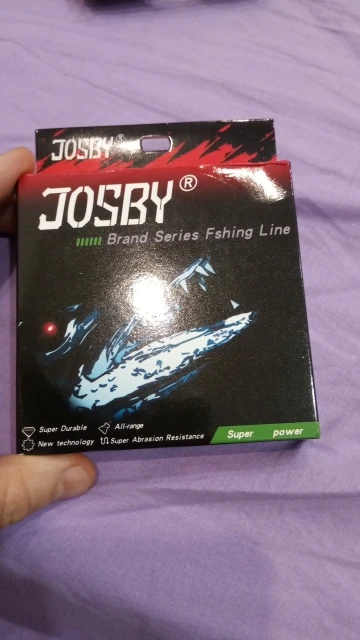 JOSBY®
JOSBY®
Brand Series Fshing Line
Super Durable
All-range
New technology
Super Abrasion Resistance
Super power